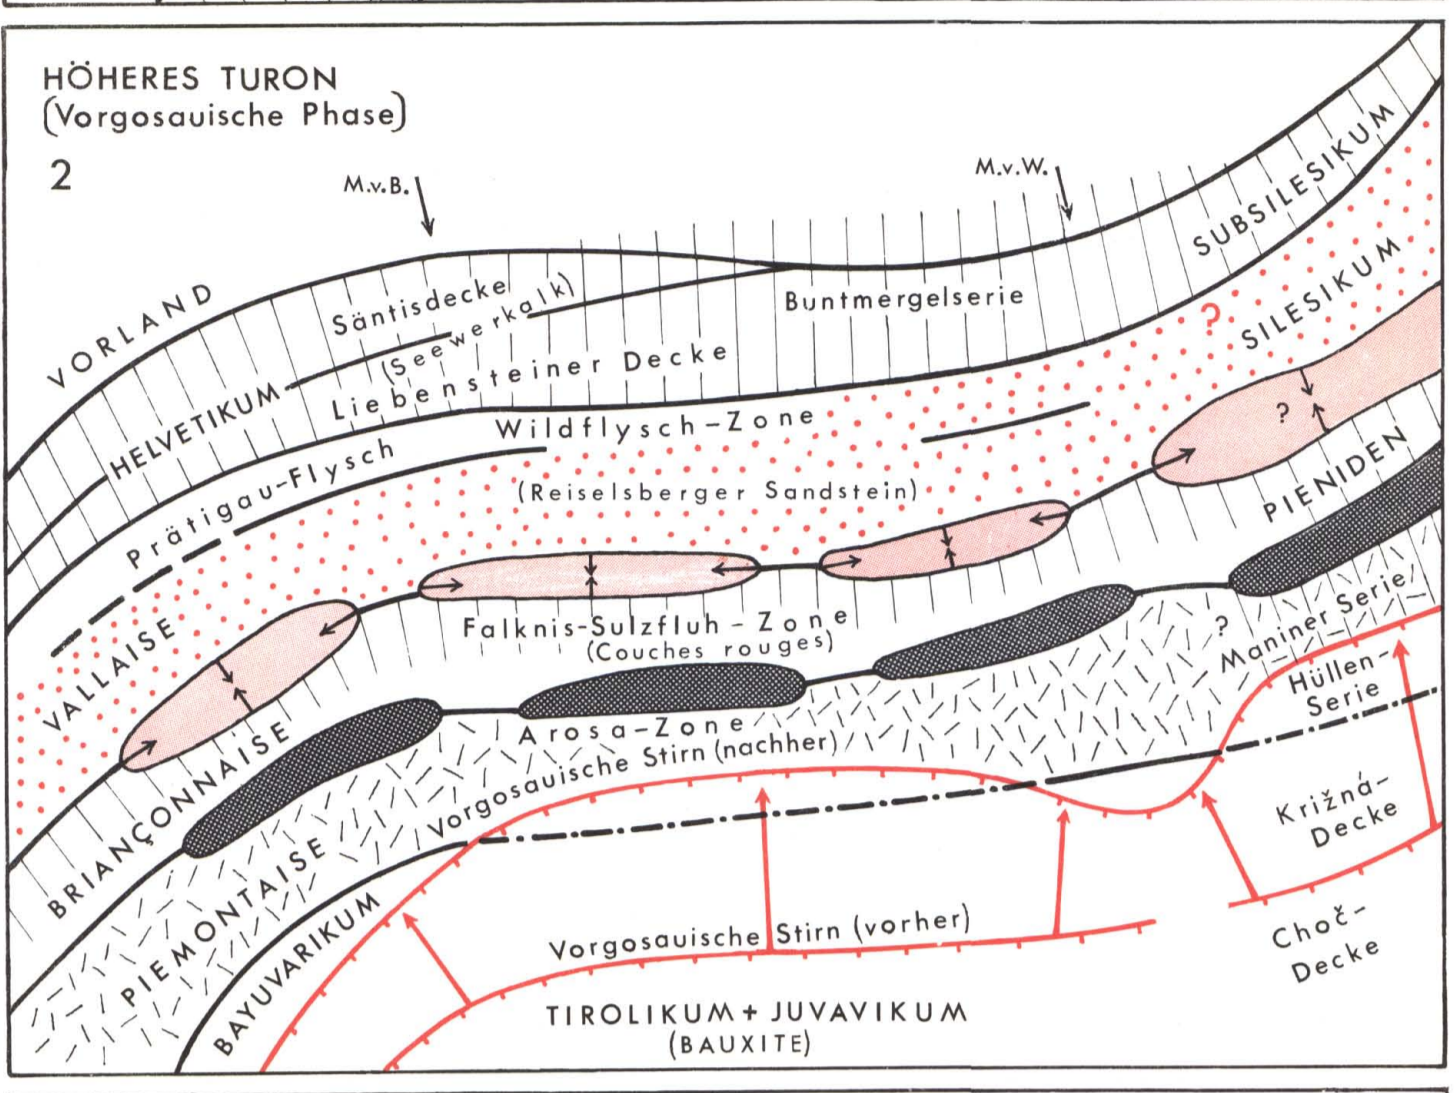 HÖHERES TURON
(Vorgosauische Phase)
2
M.v.B.
M.v.W.
VORLAND
Säntisdecke
(Seewerkalk)
Buntmergelserie
SUBSILESIKUM
HELVETIKUM
Liebensteiner Decke
?
SILESIKUM
Prätigau-Flysch
Wildflysch-Zone
(Reiselsberger Sandstein)
?
PIENIDEN
VALLAISE
Falknis-Sulzfluh-Zone
(Couches rouges)
?
Maniner Serie
BRIANÇONNAISE
Arosa-Zone
Vorgosauische Stirn (nachher)
Hüllen-
Serie
PIEMONTAISE
Križná-
Decke
BAYUVARIKUM
Vorgosauische Stirn (vorher)
Choč-
Decke
TIROLIKUM + JUVAVIKUM
(BAUXITE)